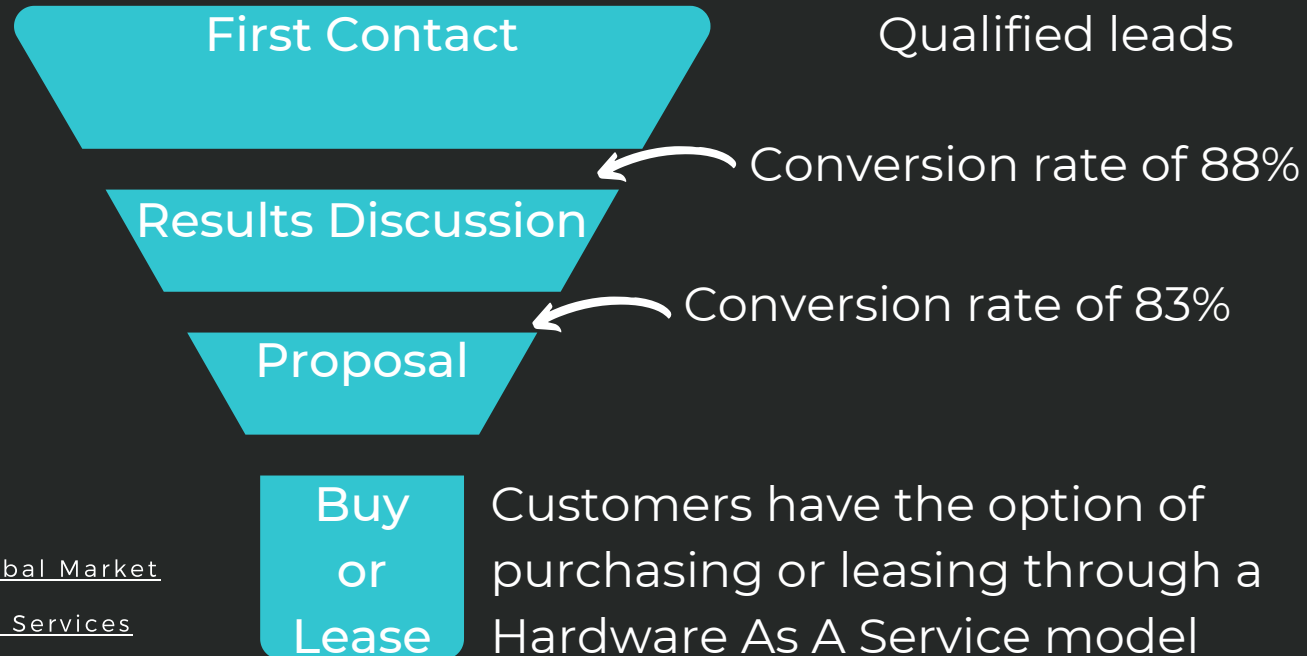 First Contact
Qualified leads
Conversion rate of 88%
Results Discussion
Conversion rate of 83%
Proposal
Buy
or
Lease
Customers have the option of
purchasing or leasing through a
Hardware As A Service model
Market
Services